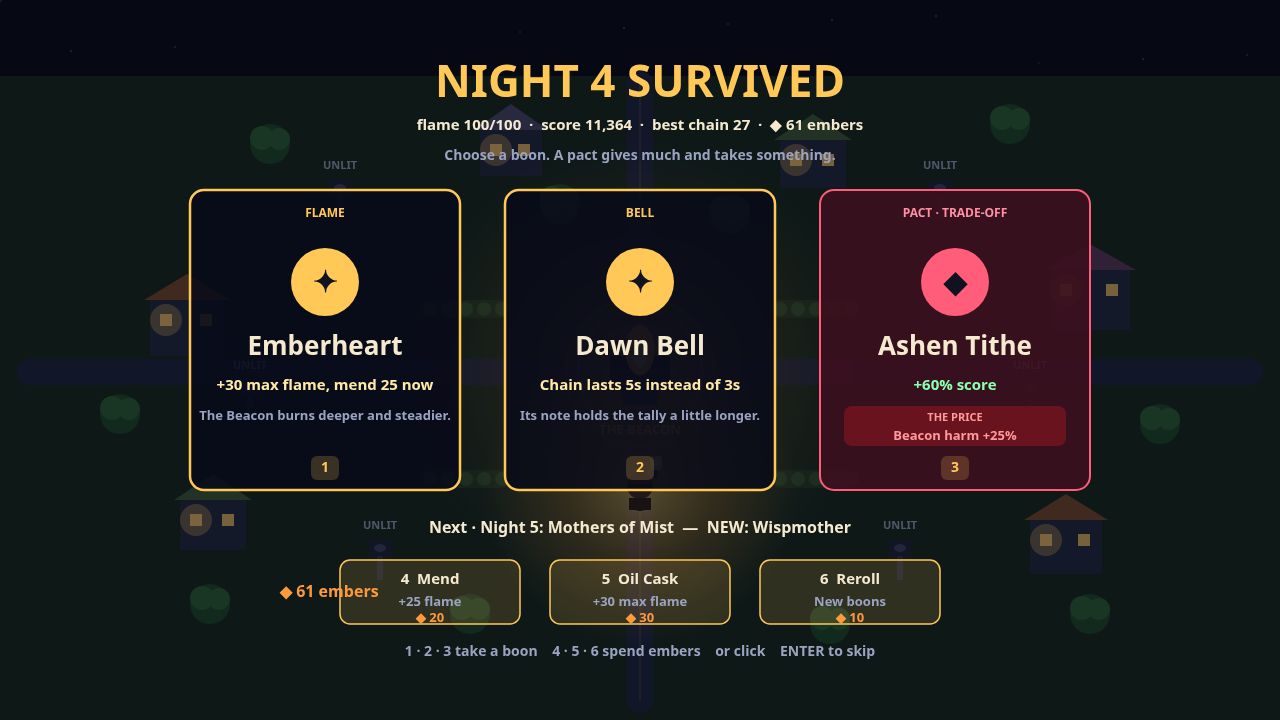 NIGHT 4 SURVIVED
flame 100/100 · score 11,364 · best chain 27 · ◆ 61 embers
Choose a boon. A pact gives much and takes something.
UNLIT
UNLIT
FLAME
BELL
PACT · TRADE-OFF
✦
✦
◆
Emberheart
Dawn Bell
Ashen Tithe
UNLIT
UNLIT
+30 max flame, mend 25 now
Chain lasts 5s instead of 3s
+60% score
The Beacon burns deeper and steadier.
Its note holds the tally a little longer.
THE PRICE
Beacon harm +25%
THE BEACON
1
2
3
UNLIT
Next · Night 5: Mothers of Mist — NEW: Wispmother
UNLIT
◆ 61 embers
4 Mend
+25 flame
◆ 20
5 Oil Cask
+30 max flame
◆ 30
6 Reroll
New boons
◆ 10
1 · 2 · 3 take a boon 4 · 5 · 6 spend embers or click ENTER to skip